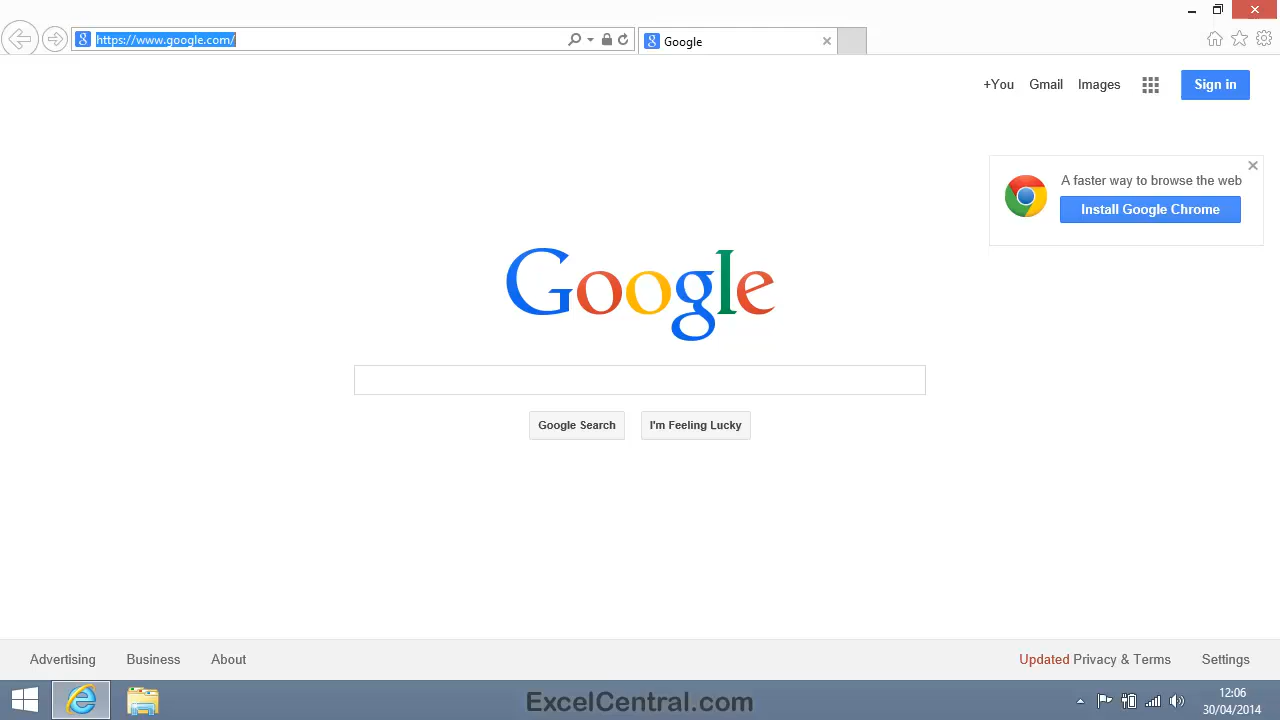 https://www.google.com/
Google
+You Gmail Images Sign in
A faster way to browse the web
Install Google Chrome
Google
Google Search I'm Feeling Lucky
Advertising Business About Updated Privacy & Terms Settings
ExcelCentral.com
12:06
30/04/2014